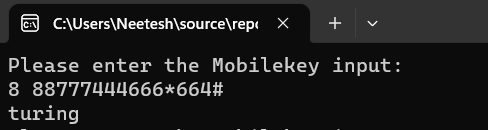 C:\Users\Neetesh\source\repo
Please enter the Mobilekey input:
8 88777444666*664#
turing